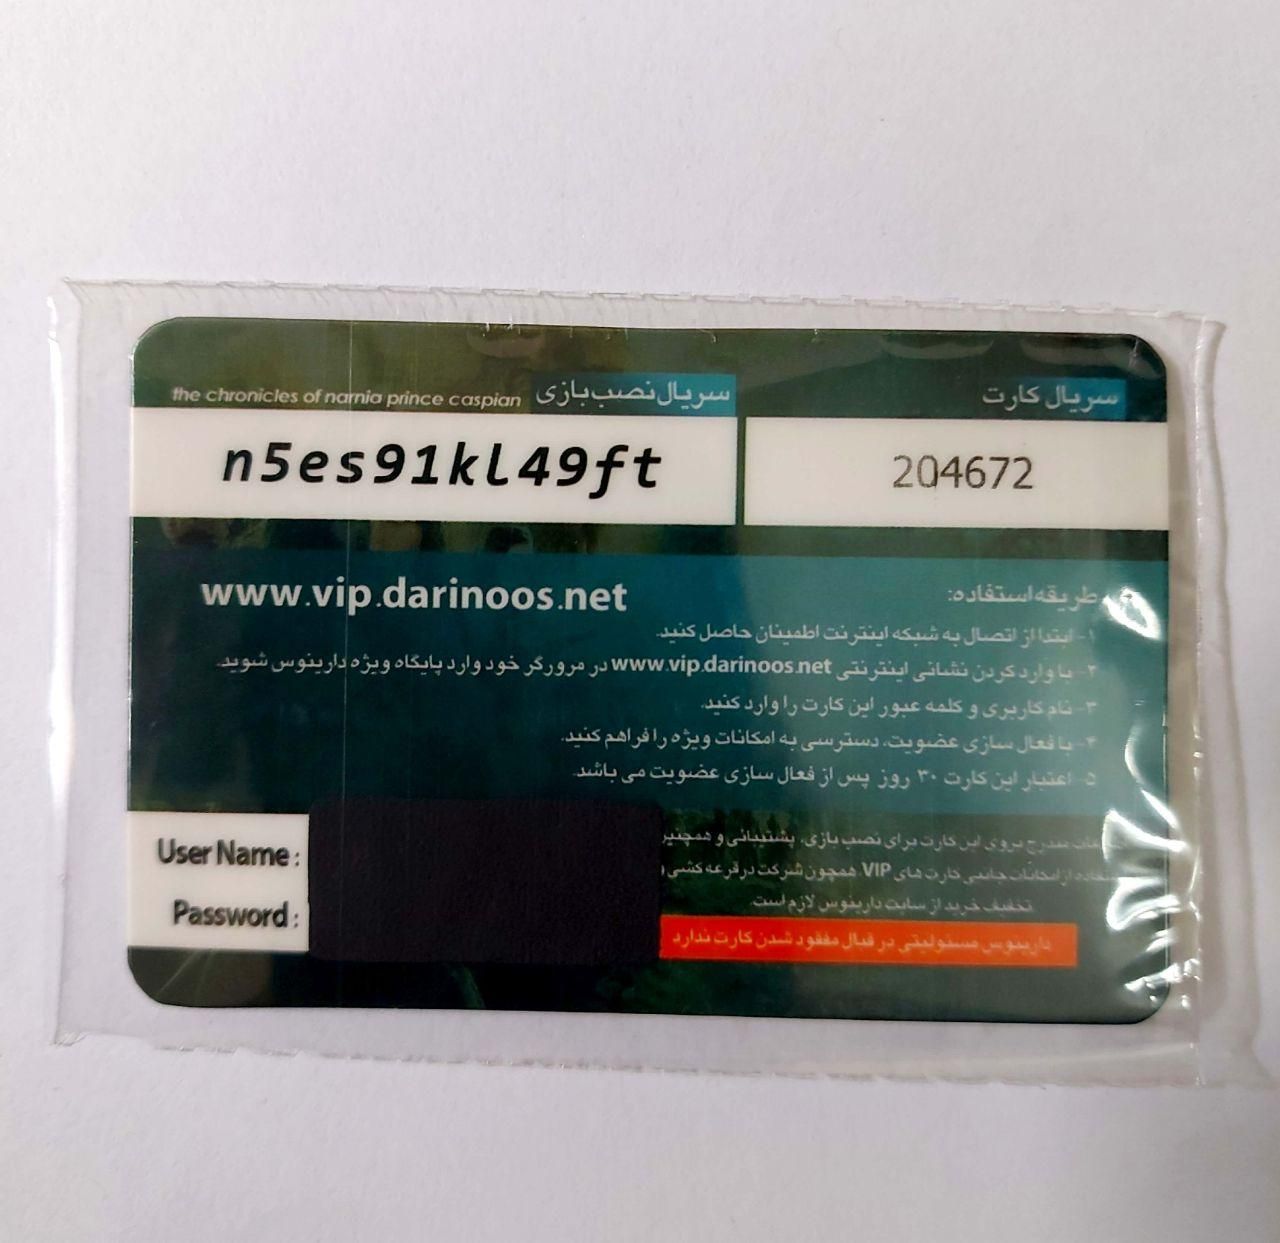 سریال کارت
204672
سریال نصب بازی the chronicles of narnia prince caspian
n5es91kl49ft
www.vip.darinoos.net
طریقه استفاده:
۱- ابتدا از اتصال به شبکه اینترنت اطمینان حاصل کنید.
۲- با وارد کردن نشانی اینترنتی www.vip.darinoos.net در مرورگر خود وارد پایگاه ویژه دارینوس شوید.
۳- نام کاربری و کلمه عبور این کارت را وارد کنید.
۴- با فعال سازی عضویت، دسترسی به امکانات ویژه را فراهم کنید.
۵- اعتبار این کارت ۳۰ روز پس از فعال سازی عضویت می باشد.
مندرج بروی این کارت برای نصب بازی، پشتیبانی و همچنین
از امکانات جانبی کارت های VIP همچون شرکت در قرعه کشی و
تخفیف خرید از سایت دارینوس لازم است.
دارینوس مسئولیتی در قبال مفقود شدن کارت ندارد
User Name :
Password :